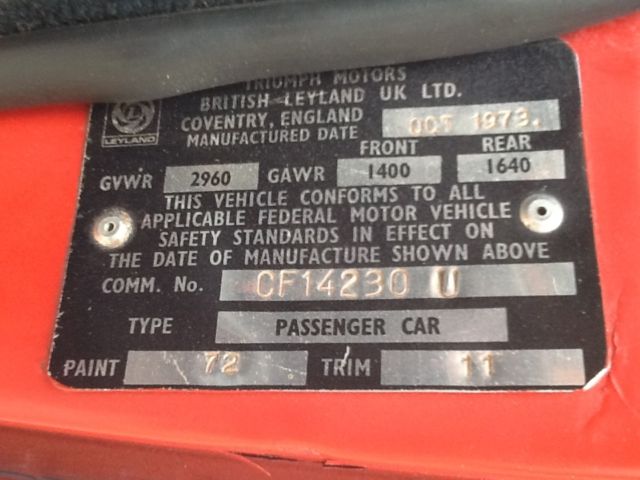 TRIUMPH MOTORS
BRITISH LEYLAND UK LTD.
COVENTRY, ENGLAND
MANUFACTURED DATE OCT 1973.
LEYLAND
FRONT REAR
GVWR 2960 GAWR 1400 1640
THIS VEHICLE CONFORMS TO ALL
APPLICABLE FEDERAL MOTOR VEHICLE
SAFETY STANDARDS IN EFFECT ON
THE DATE OF MANUFACTURE SHOWN ABOVE
COMM. No. CF14230 U
TYPE PASSENGER CAR
PAINT 72 TRIM 11